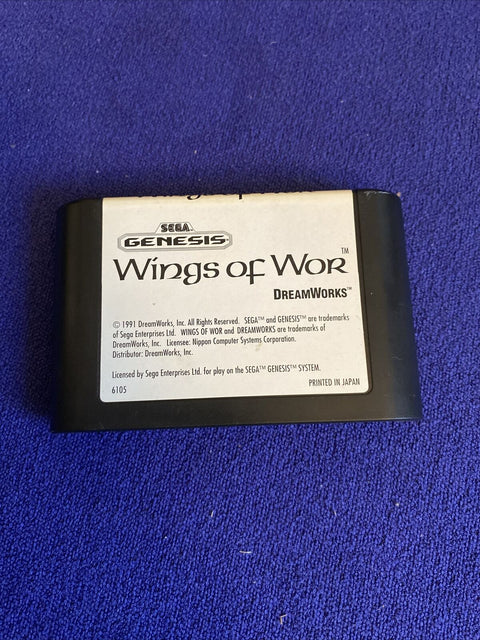 SEGA
GENESIS
Wings of Wor™
DREAMWORKS™
© 1991 DreamWorks, Inc. All Rights Reserved. SEGA™ and GENESIS™ are trademarks
of Sega Enterprises Ltd. WINGS OF WOR and DREAMWORKS are trademarks of
DreamWorks, Inc. Licensee: Nippon Computer Systems Corporation.
Distributor: DreamWorks, Inc.
Licensed by Sega Enterprises Ltd. for play on the SEGA™ GENESIS™ SYSTEM.
6105 PRINTED IN JAPAN